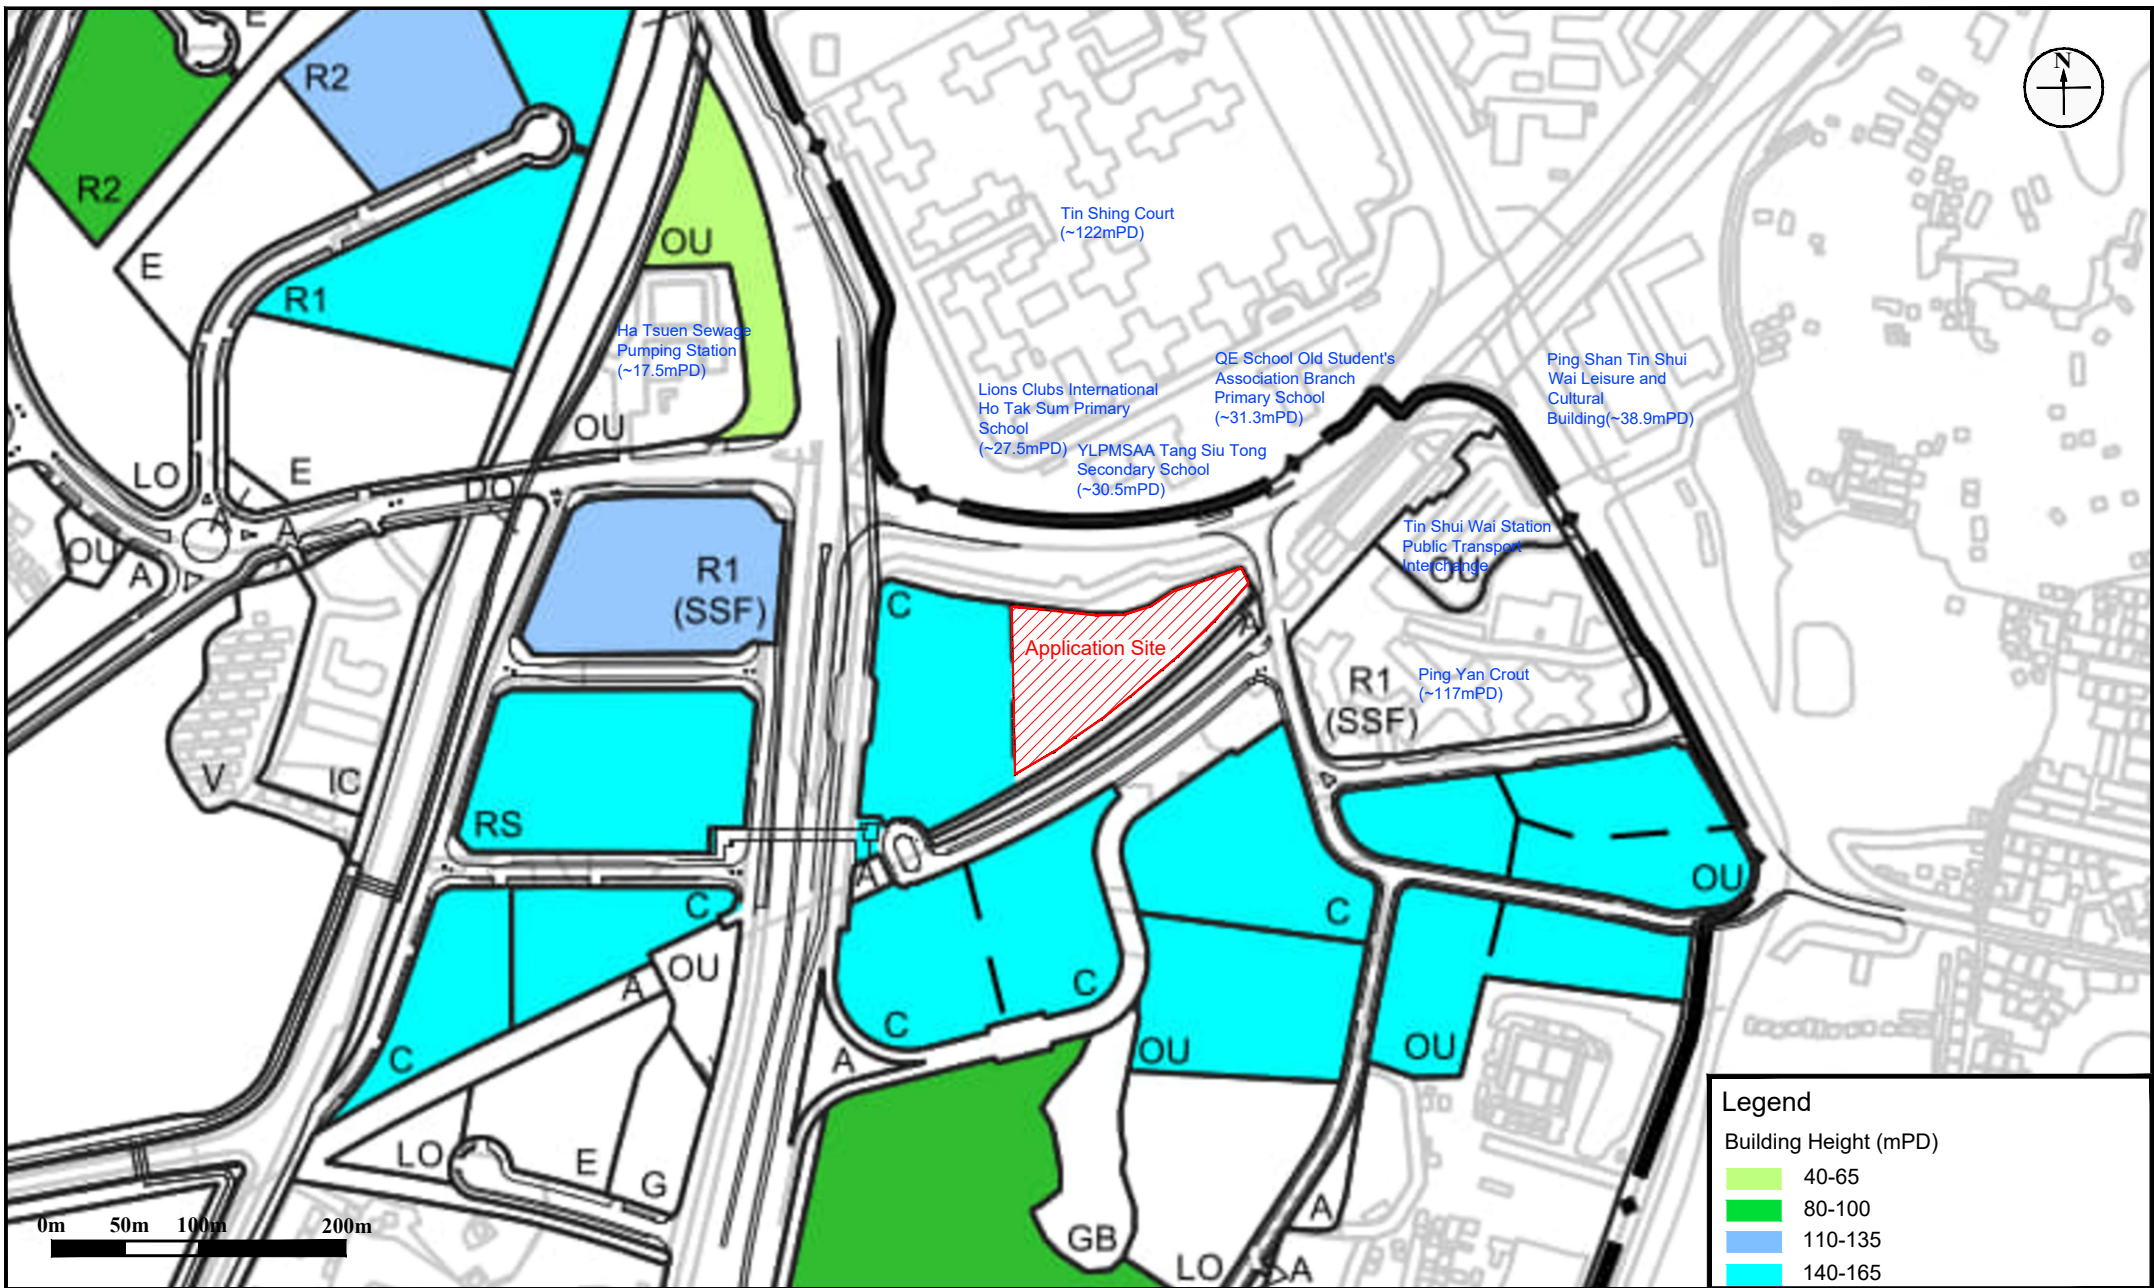 E
R2
N
R2
Tin Shing Court
(~122mPD)
OU
E
R1
Ha Tsuen Sewage
Pumping Station
(~17.5mPD)
QE School Old Student's
Association Branch
Primary School
(~31.3mPD)
Ping Shan Tin Shui
Wai Leisure and
Cultural
Building(~38.9mPD)
Lions Clubs International
Ho Tak Sum Primary
School
(~27.5mPD)
YLPMSAA Tang Siu Tong
Secondary School
(~30.5mPD)
OU
LO
E
DO
A
A
OU
A
Tin Shui Wai Station
Public Transport
Interchange
OU
R1
(SSF)
C
A
Application Site
R1
(SSF)
Ping Yan Crout
(~117mPD)
V
IC
RS
A
C
C
OU
OU
A
C
C
C
A
OU
OU
LO
E
G
GB
A
LO
A
0m
50m
100m
200m
Legend
Building Height (mPD)
40-65
80-100
110-135
140-165